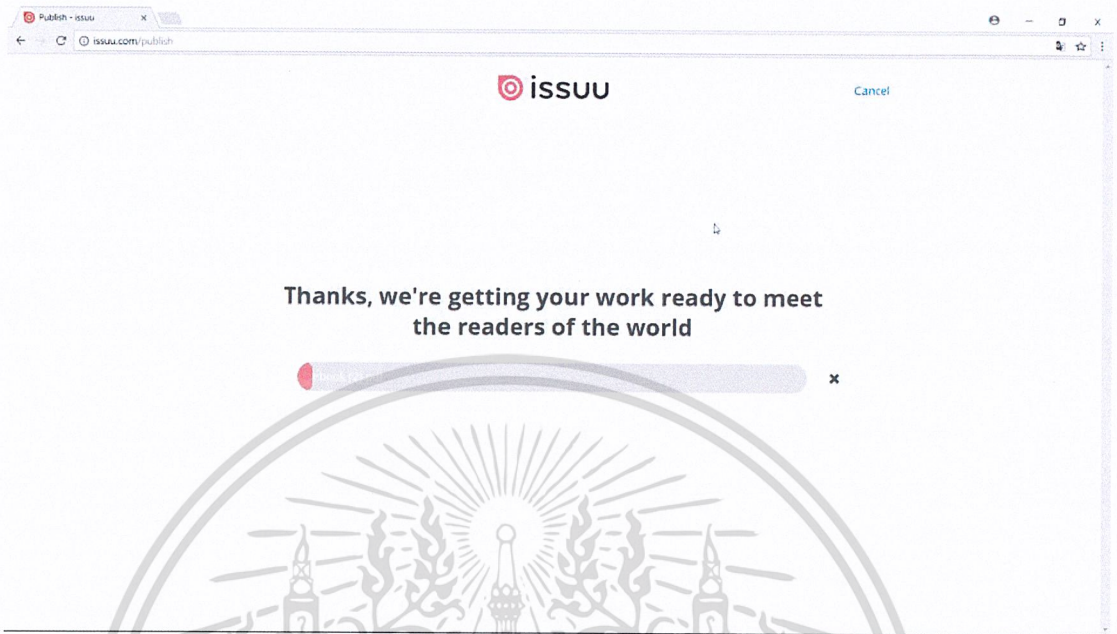 Publish - issuu
issuu.com/publish
issuu
Cancel
Thanks, we're getting your work ready to meet
the readers of the world